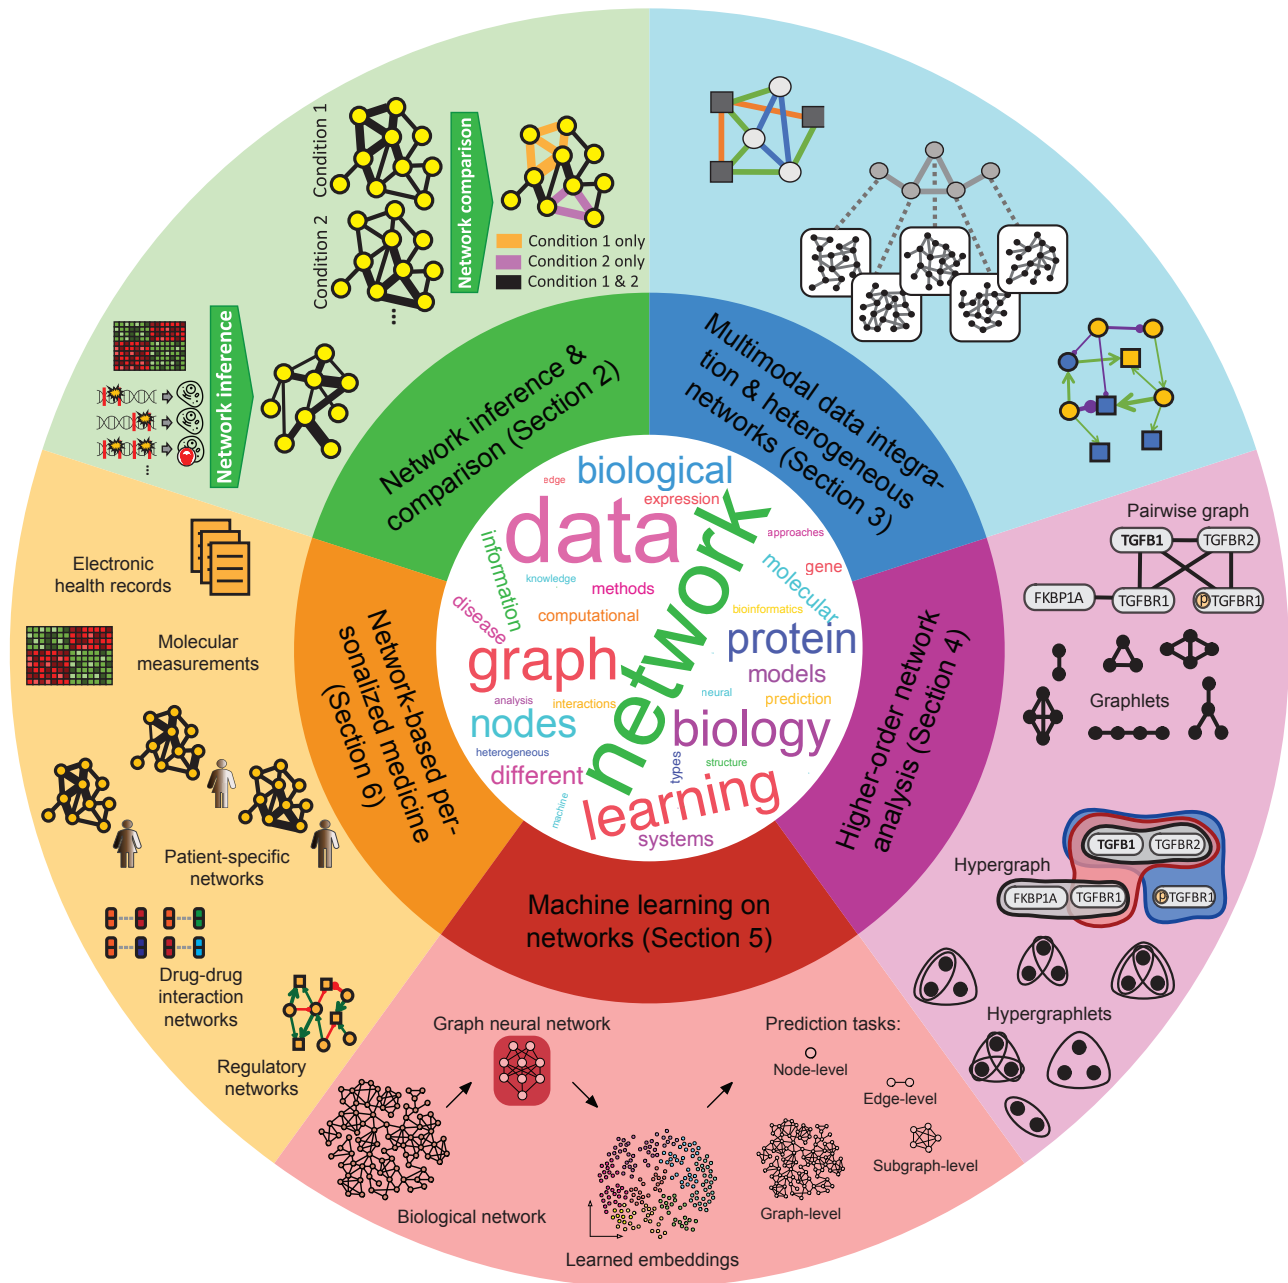 Condition 1
Condition 2
Network comparison
Condition 1 only
Condition 2 only
Condition 1 & 2
...
Network inference
...
Network inference &
comparison (Section 2)
Multimodal data integra-
tion & heterogeneous
networks (Section 3)
Pairwise graph
TGFB1
TGFBR2
FKBP1A
TGFBR1
p
TGFBR1
Graphlets
Higher-order network
analysis (Section 4)
Hypergraph
TGFB1
TGFBR2
FKBP1A
TGFBR1
p
TGFBR1
Hypergraphlets
Machine learning on
networks (Section 5)
Graph neural network
Prediction tasks:
Node-level
Edge-level
Subgraph-level
Graph-level
Biological network
Learned embeddings
Network-based per-
sonalized medicine
(Section 6)
Electronic
health records
Molecular
measurements
Patient-specific
networks
Drug-drug
interaction
networks
Regulatory
networks
biological
edge
expression
data
network
approaches
information
knowledge
methods
molecular
gene
disease
computational
bioinformatics
protein
graph
models
analysis
interactions
neural
prediction
nodes
biology
heterogeneous
types
structure
different
machine
learning
systems